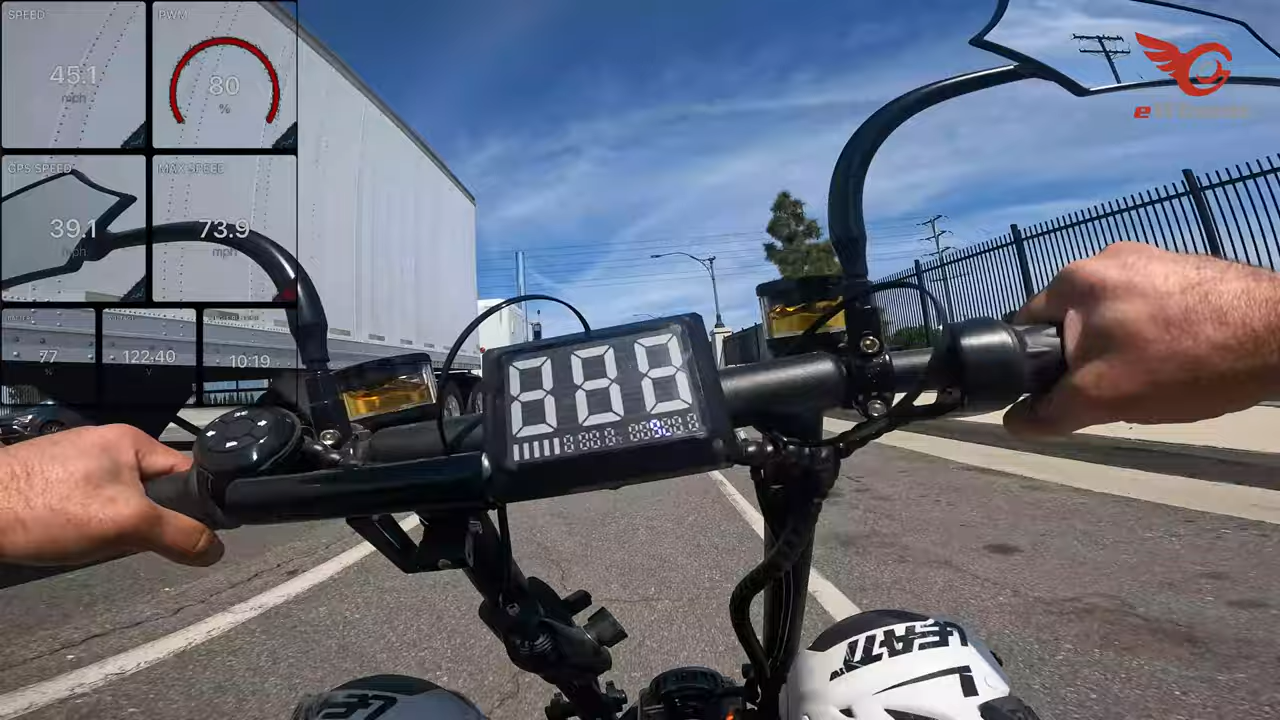 SPEED
45.1
mph
PWM
80
%
GPS SPEED
39.1
mph
MAX SPEED
73.9
mph
77
%
122.40
V
10:19
e
888
LEATT